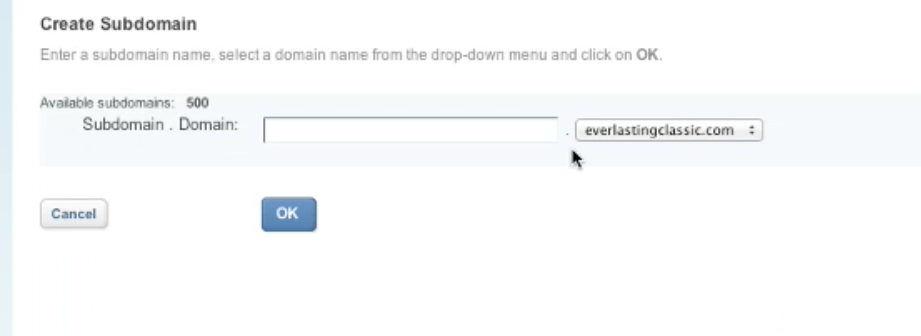 Create Subdomain
Enter a subdomain name, select a domain name from the drop-down menu and click on OK.
Available subdomains: 500
Subdomain . Domain: . everlastingclassic.com
Cancel OK